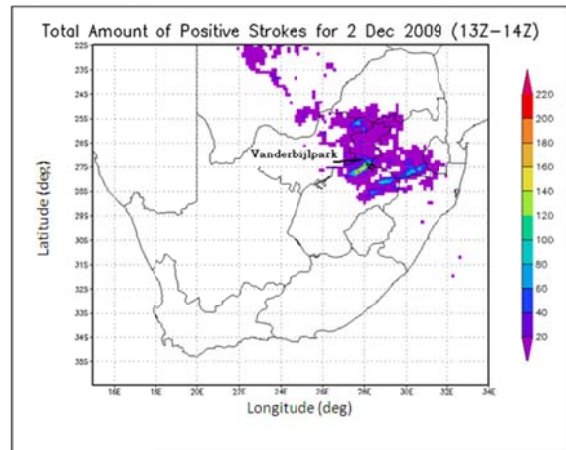 Total Amount of Positive Strokes for 2 Dec 2009 (13Z-14Z)
22S
23S
24S
25S
26S
27S
28S
29S
30S
31S
32S
33S
34S
35S
Latitude (deg)
Vanderbijlpark
16E 18E 20E 22E 24E 26E 28E 30E 32E 34E
Longitude (deg)
220
200
180
160
140
120
100
80
60
40
20